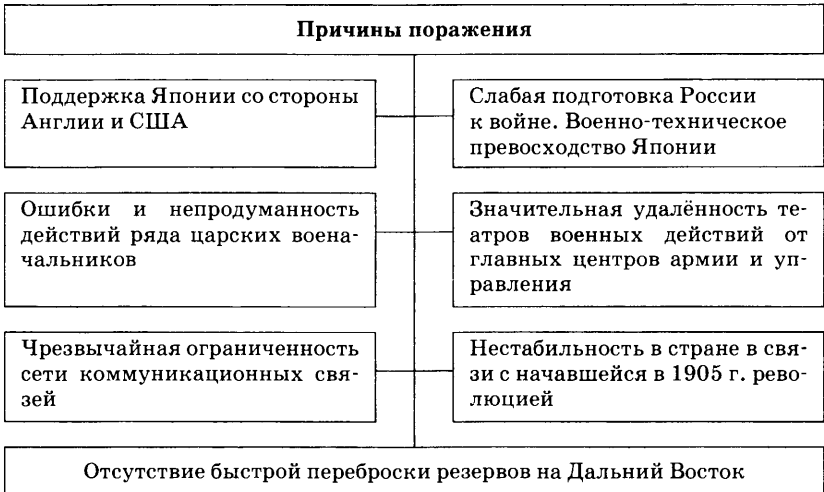 Причины поражения
Поддержка Японии со стороны
Англии и США
Слабая подготовка России
к войне. Военно-техническое
превосходство Японии
Ошибки и непродуманность
действий ряда царских воена-
чальников
Значительная удалённость те-
атров военных действий от
главных центров армии и уп-
равления
Чрезвычайная ограниченность
сети коммуникационных свя-
зей
Нестабильность в стране в свя-
зи с начавшейся в 1905 г. рево-
люцией
Отсутствие быстрой переброски резервов на Дальний Восток